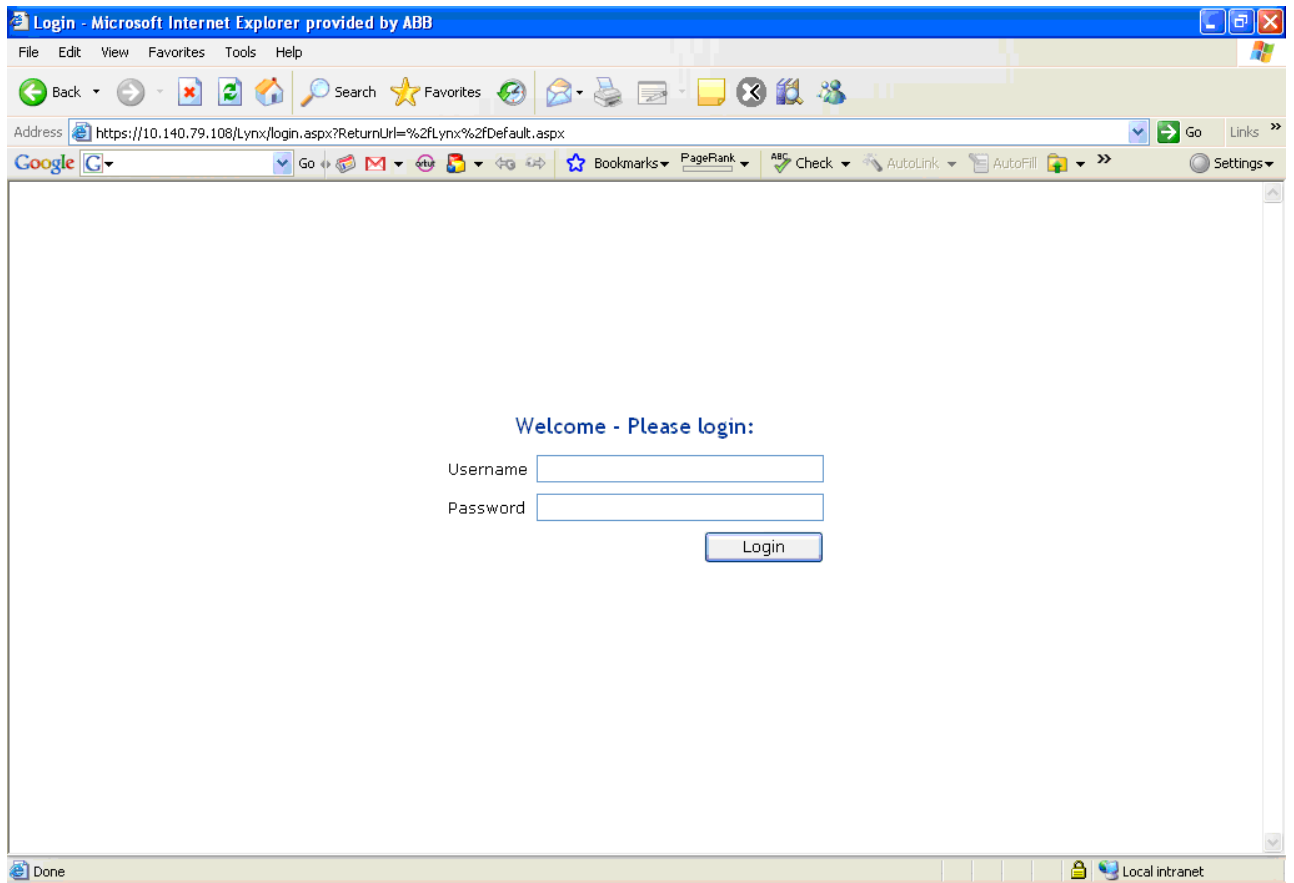 Login - Microsoft Internet Explorer provided by ABB
File Edit View Favorites Tools Help
Back Search Favorites
Address https://10.140.79.108/Lynx/login.aspx?ReturnUrl=%2fLynx%2fDefault.aspx Go Links »
Google G Go Bookmarks PageRank ABC Check AutoLink AutoFill » Settings
Welcome - Please login:
Username
Password
Login
Done Local intranet